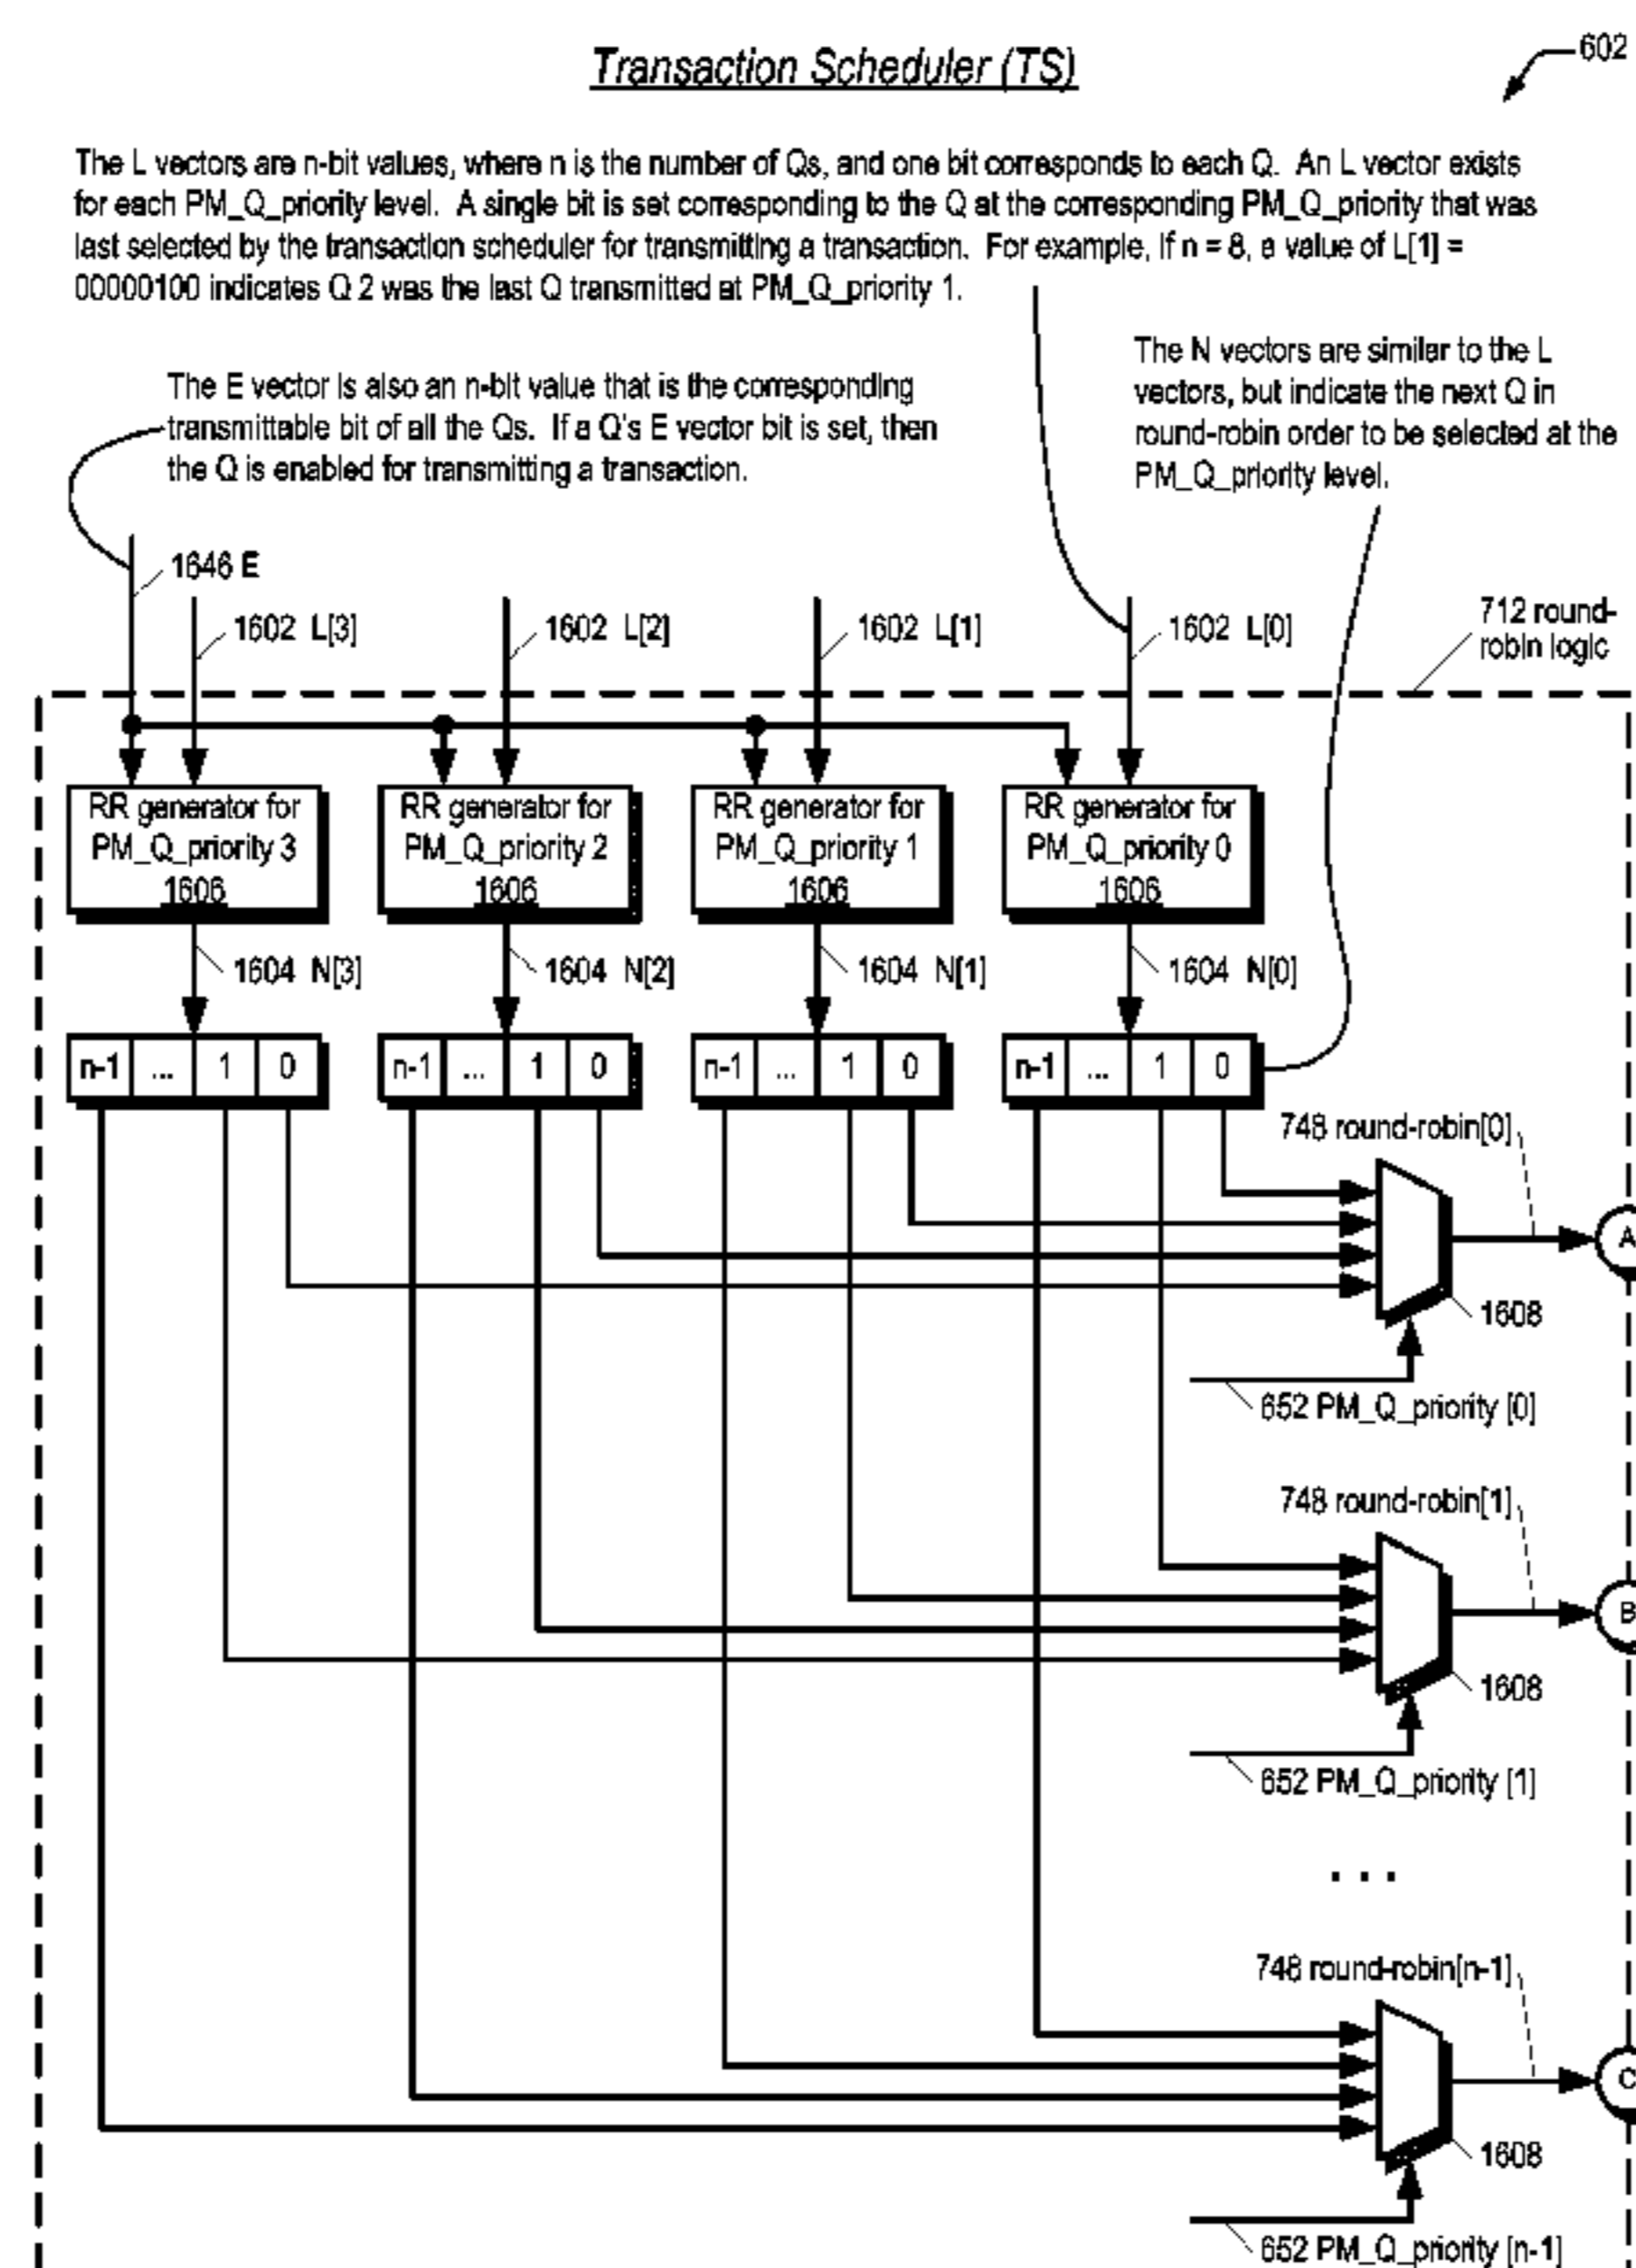 Transaction Scheduler (TS)
602
The L vectors are n-bit values, where n is the number of Qs, and one bit corresponds to each Q.  An L vector exists
for each PM_Q_priority level.  A single bit is set corresponding to the Q at the corresponding PM_Q_priority that was
last selected by the transaction scheduler for transmitting a transaction.  For example, if n = 8, a value of L[1] =
00000100 indicates Q 2 was the last Q transmitted at PM_Q_priority 1.
The N vectors are similar to the L
vectors, but indicate the next Q in
round-robin order to be selected at the
PM_Q_priority level.
The E vector is also an n-bit value that is the corresponding
transmittable bit of all the Qs.  If a Q's E vector bit is set, then
the Q is enabled for transmitting a transaction.
1646 E
1602 L[3]
1602 L[2]
1602 L[1]
1602 L[0]
712 round-
robin logic
RR generator for
PM_Q_priority 3
1606
RR generator for
PM_Q_priority 2
1606
RR generator for
PM_Q_priority 1
1606
RR generator for
PM_Q_priority 0
1606
1604 N[3]
1604 N[2]
1604 N[1]
1604 N[0]
n-1 ... 1 0
n-1 ... 1 0
n-1 ... 1 0
n-1 ... 1 0
748 round-robin[0]
A
1608
652 PM_Q_priority [0]
748 round-robin[1]
B
1608
652 PM_Q_priority [1]
. . .
748 round-robin[n-1]
C
1608
652 PM_Q_priority [n-1]